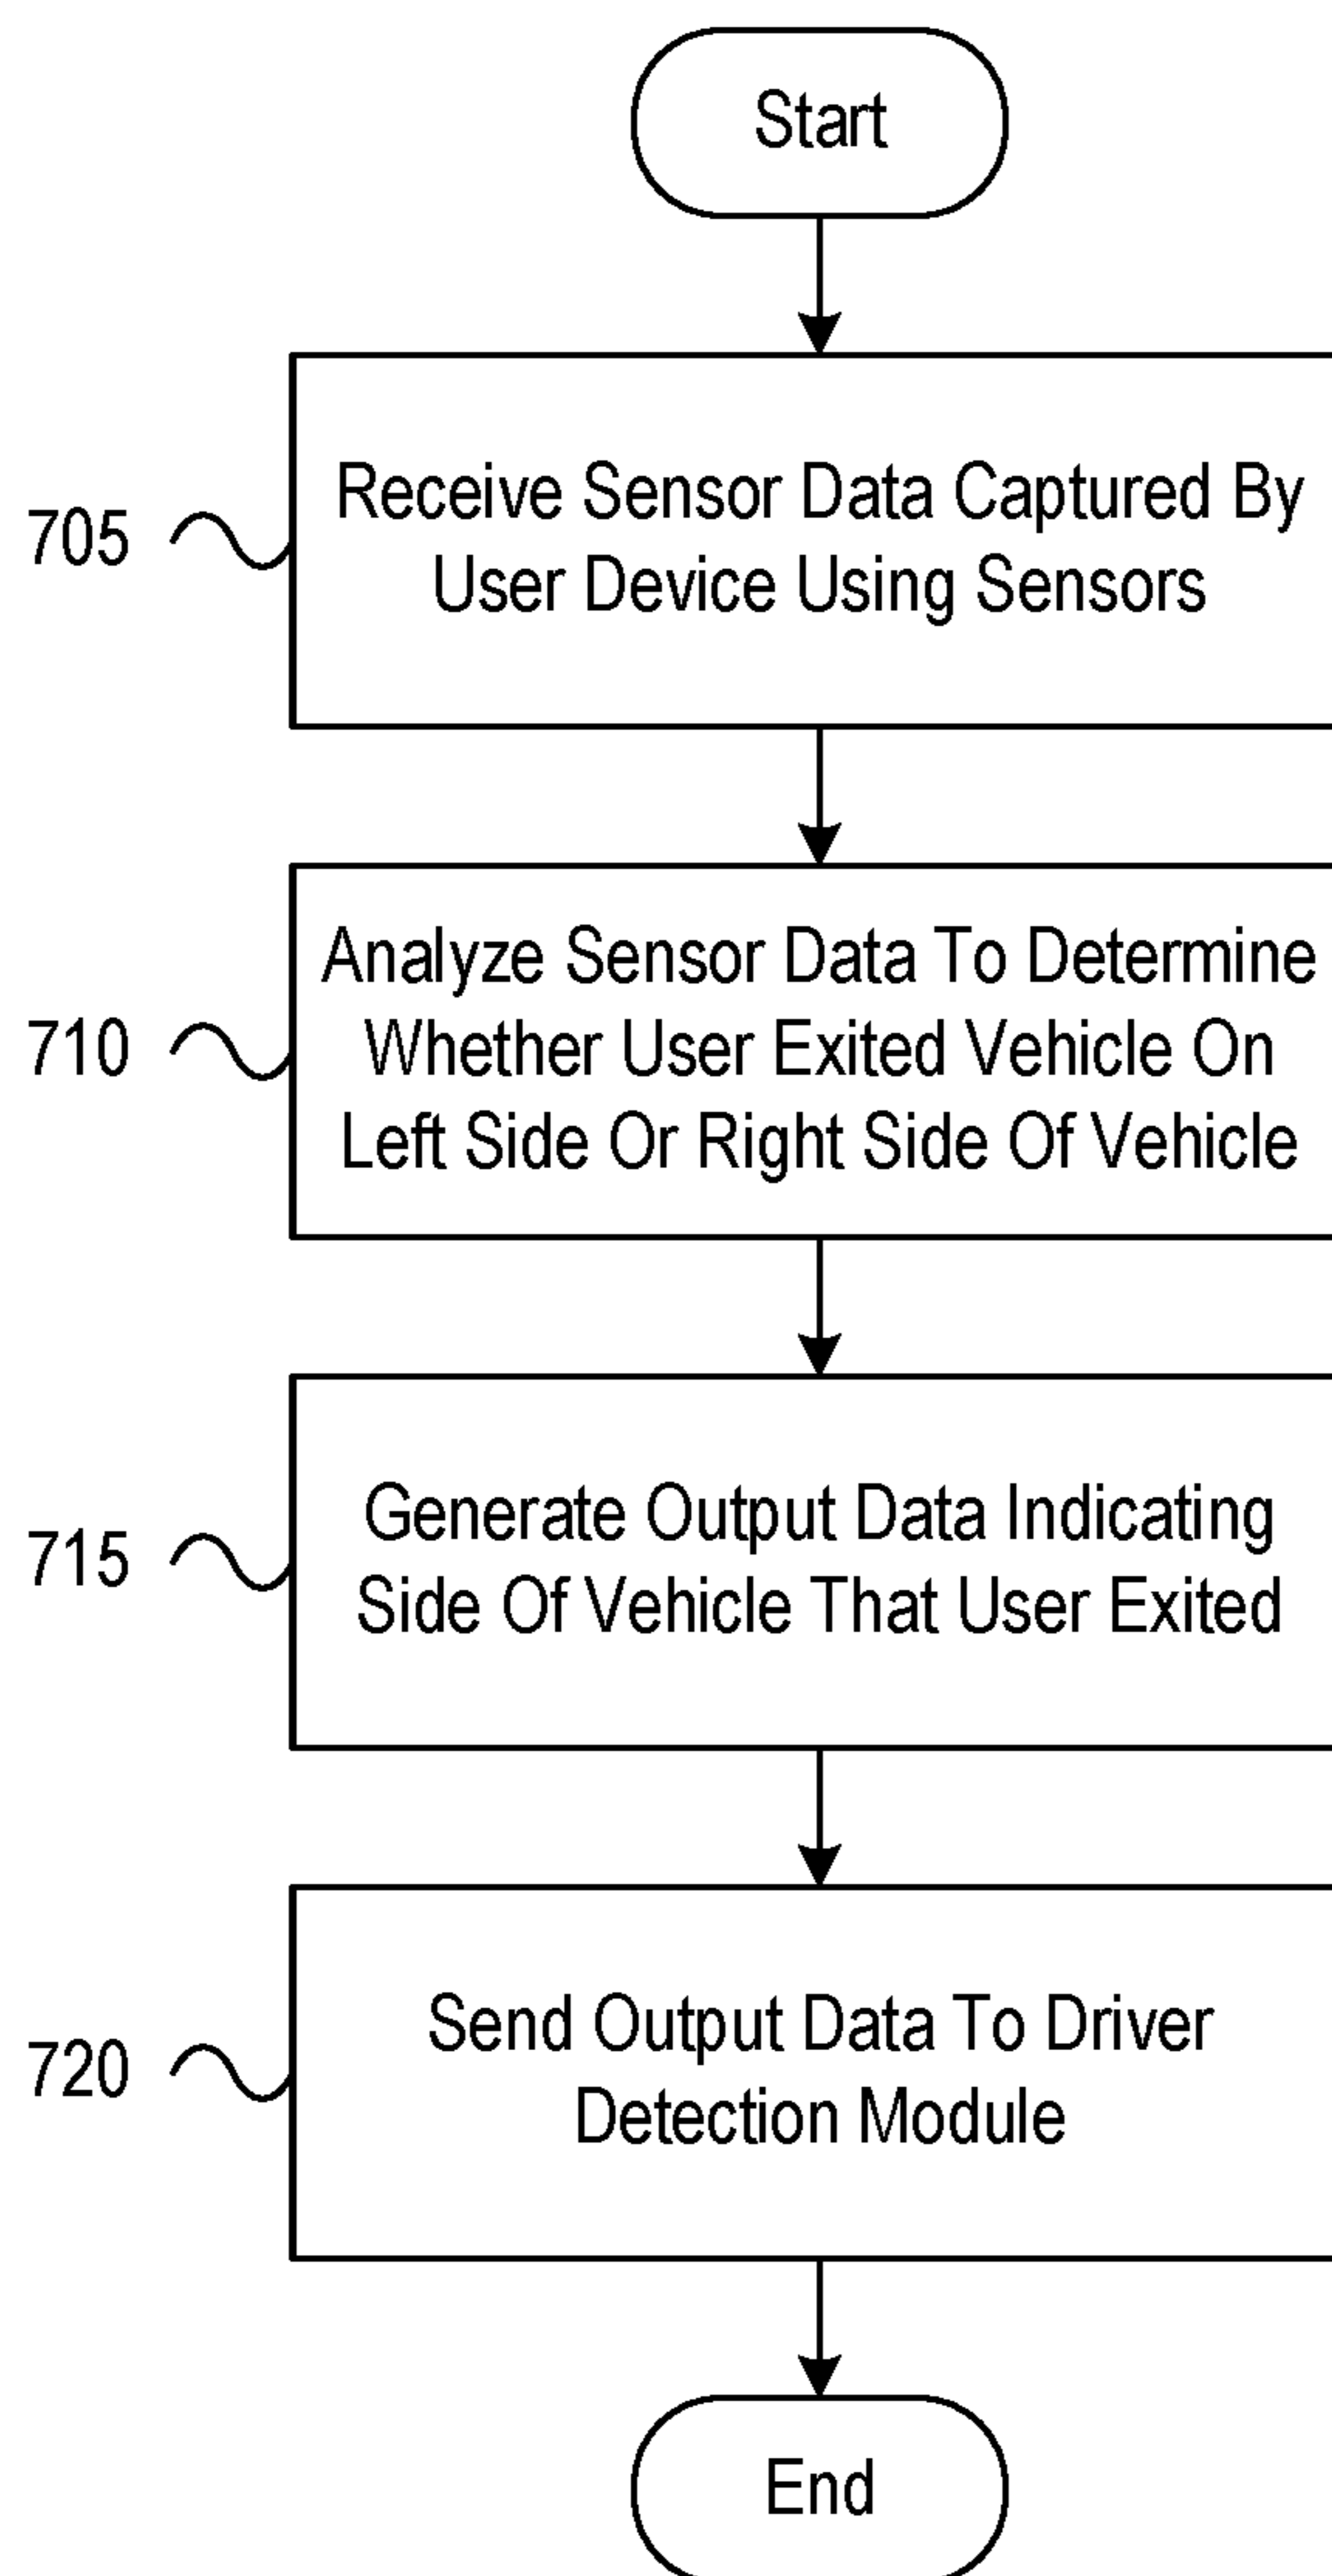 Start
705
Receive Sensor Data Captured By
User Device Using Sensors
710
Analyze Sensor Data To Determine
Whether User Exited Vehicle On
Left Side Or Right Side Of Vehicle
715
Generate Output Data Indicating
Side Of Vehicle That User Exited
720
Send Output Data To Driver
Detection Module
End